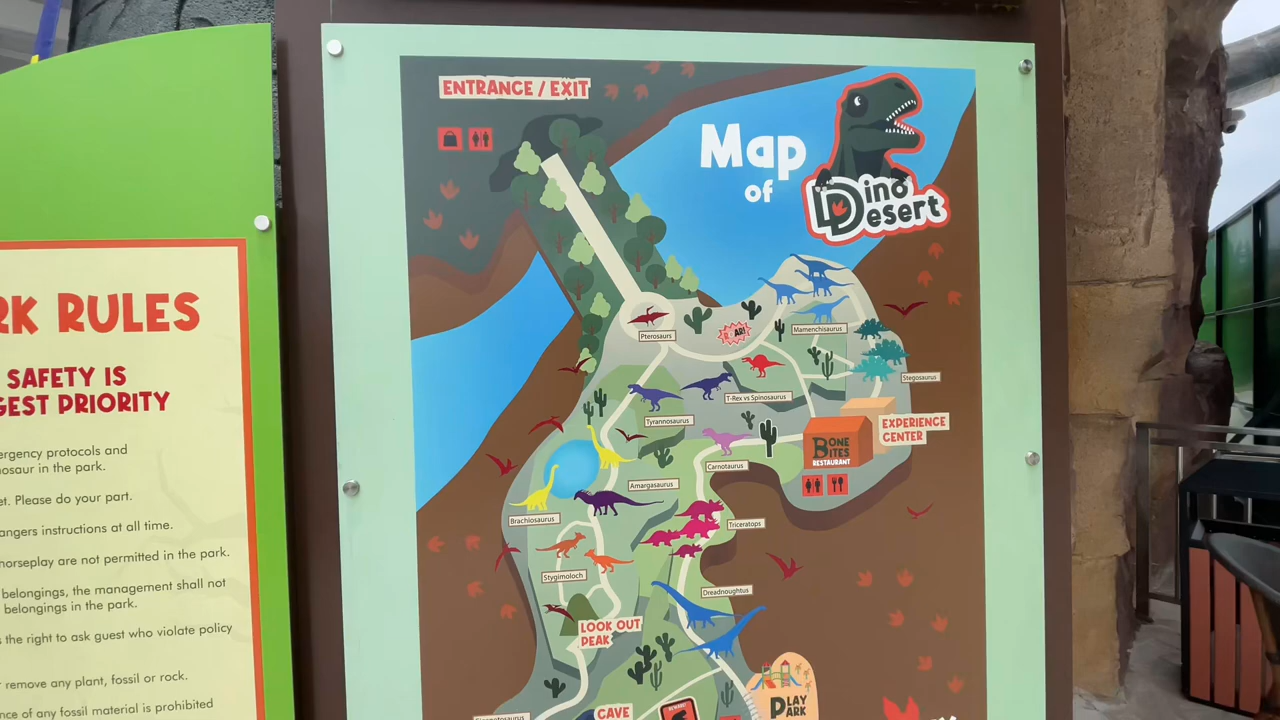 RK RULES
SAFETY IS
GEST PRIORITY
ergency protocols and
nosaur in the park.
et. Please do your part.
angers instructions at all time.
horseplay are not permitted in the park.
belongings, the management shall not
belongings in the park.
s the right to ask guest who violate policy
r remove any plant, fossil or rock.
nce of any fossil material is prohibited
ENTRANCE / EXIT
Map
of
Dino
Desert
Pterosaurs
Mamenchisaurus
Stegosaurus
T-Rex vs Spinosaurus
Tyrannosaurus
EXPERIENCE
CENTER
BONE
BITES
RESTAURANT
Carnotaurus
Amargasaurus
Brachiosaurus
Triceratops
Stygimoloch
Dreadnoughtus
LOOK OUT
PEAK
PLAY
PARK
CAVE